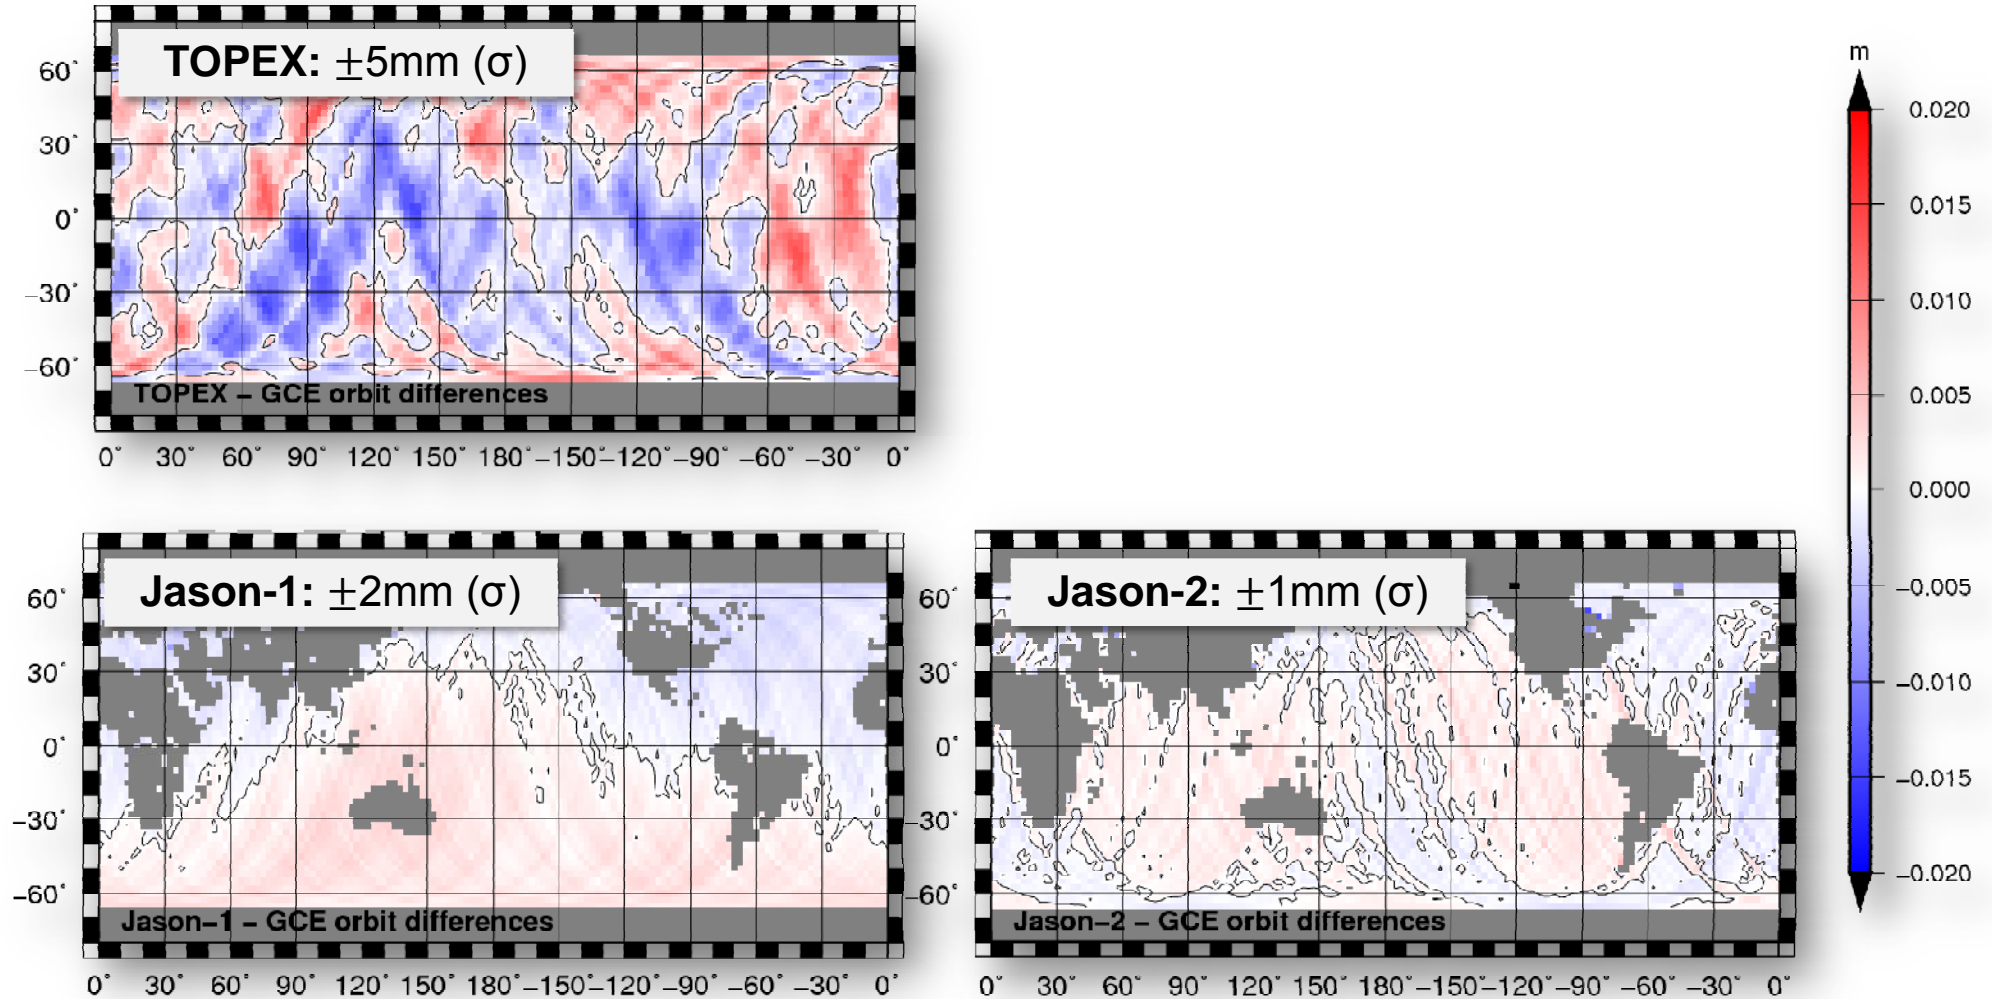 TOPEX: ±5mm (σ)
60°
30°
0°
−30°
−60°
TOPEX − GCE orbit differences
0° 30° 60° 90° 120° 150° 180° −150° −120° −90° −60° −30° 0°
m
0.020
0.015
0.010
0.005
0.000
−0.005
−0.010
−0.015
−0.020
Jason-1: ±2mm (σ)
60°
30°
0°
−30°
−60°
Jason−1 − GCE orbit differences
0° 30° 60° 90° 120° 150° 180° −150° −120° −90° −60° −30° 0°
Jason-2: ±1mm (σ)
60°
30°
0°
−30°
−60°
Jason−2 − GCE orbit differences
0° 30° 60° 90° 120° 150° 180° −150° −120° −90° −60° −30° 0°